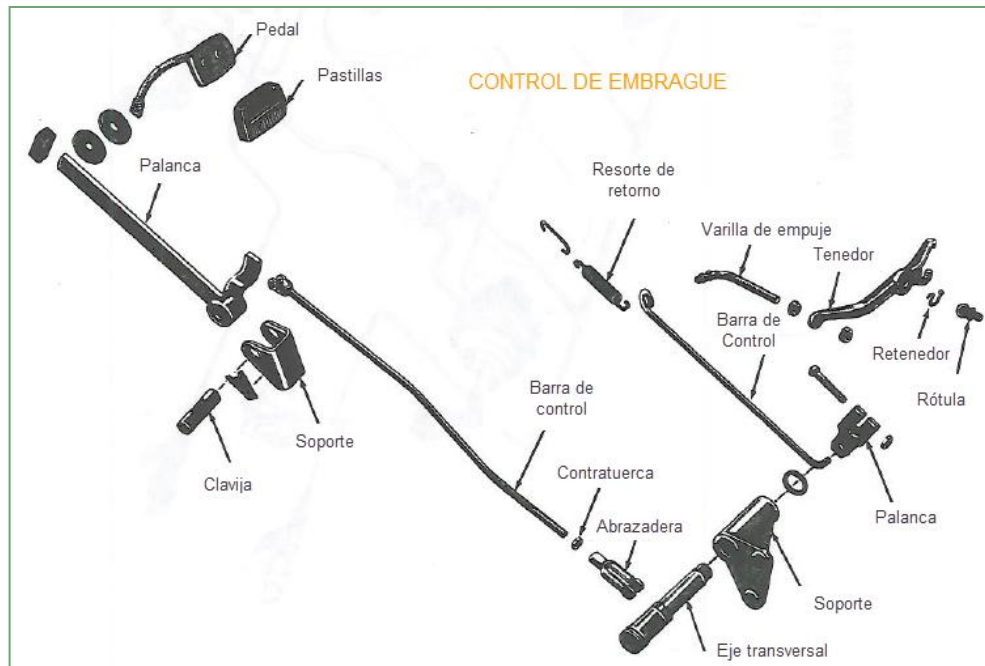 Pedal
Pastillas
CONTROL DE EMBRAGUE
Palanca
Resorte de
retorno
Varilla de empuje
Tenedor
Barra de
Control
Retenedor
Rótula
Barra de
control
Soporte
Clavija
Contratuerca
Abrazadera
Palanca
Soporte
Eje transversal